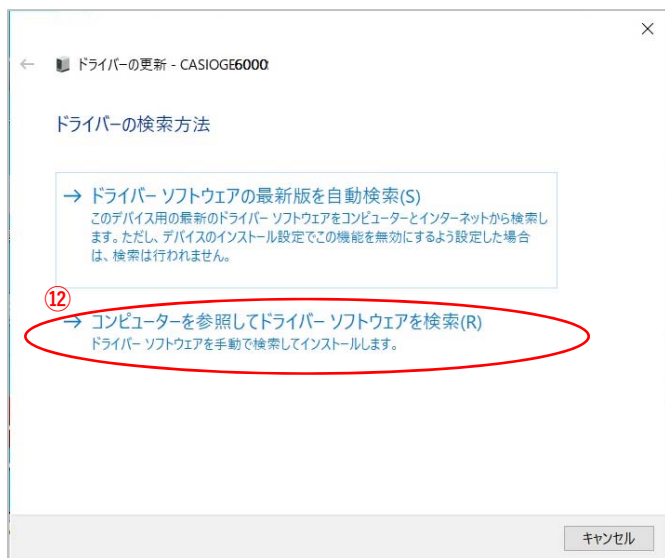 ドライバーの更新 - CASIOGE6000
ドライバーの検索方法
→ ドライバー ソフトウェアの最新版を自動検索(S)
このデバイス用の最新のドライバー ソフトウェアをコンピューターとインターネットから検索し
ます。ただし、デバイスのインストール設定でこの機能を無効にするよう設定した場合
は、検索は行われません。
⑫
→ コンピューターを参照してドライバー ソフトウェアを検索(R)
ドライバー ソフトウェアを手動で検索してインストールします。
キャンセル